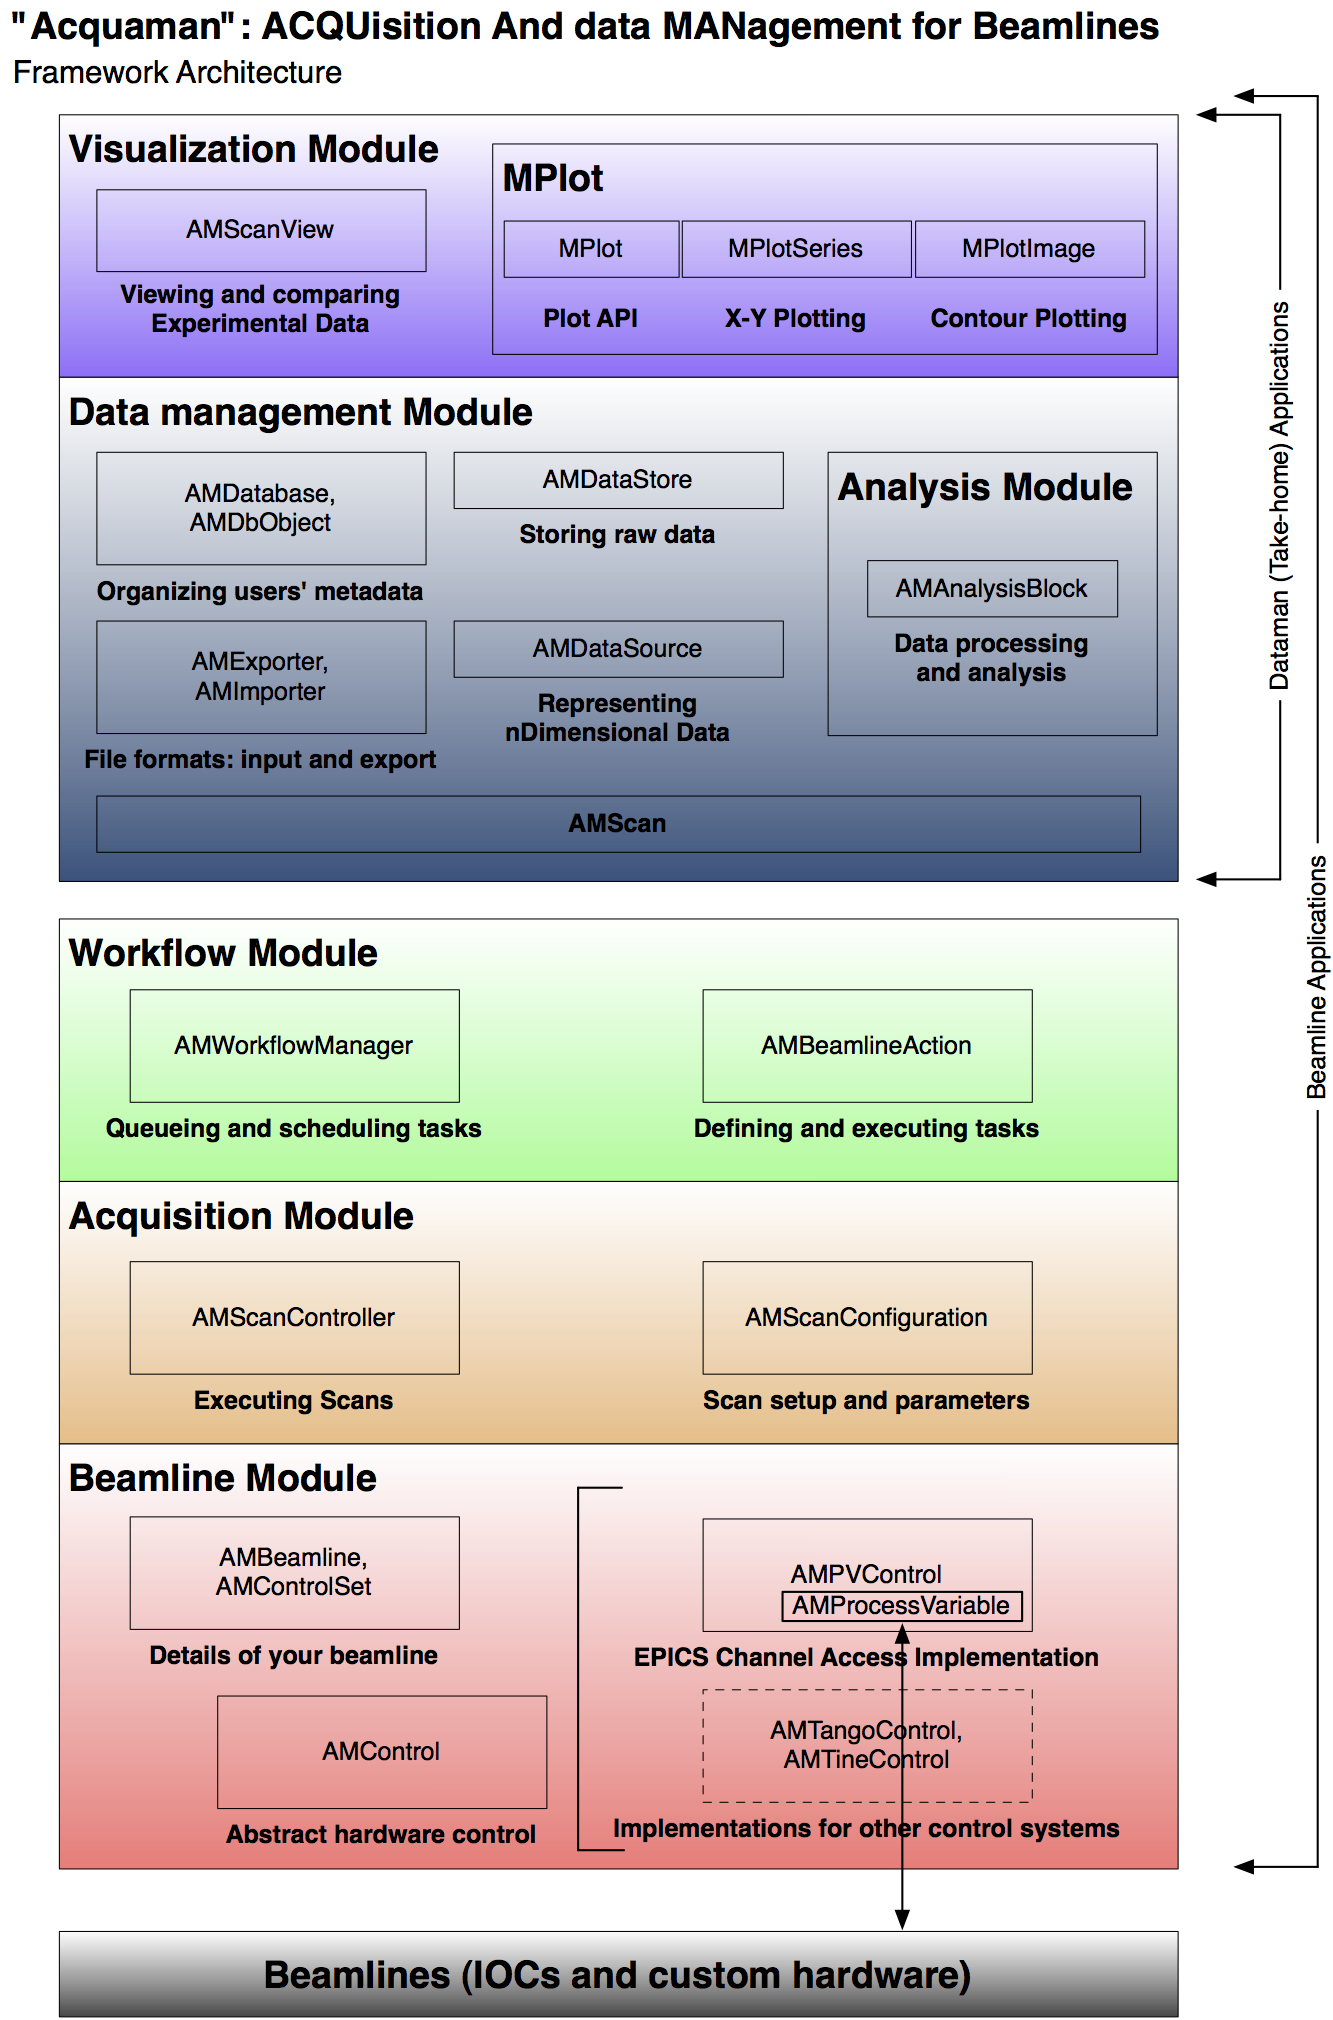 "Acquaman": ACQUisition And data MANagement for Beamlines
Framework Architecture
Visualization Module
AMScanView
Viewing and comparing
Experimental Data
MPlot
MPlot
MPlotSeries
MPlotImage
Plot API
X-Y Plotting
Contour Plotting
Data management Module
AMDatabase,
AMDbObject
Organizing users' metadata
AMExporter,
AMImporter
File formats: input and export
AMDataStore
Storing raw data
AMDataSource
Representing
nDimensional Data
Analysis Module
AMAnalysisBlock
Data processing
and analysis
AMScan
Dataman (Take-home) Applications
Beamline Applications
Workflow Module
AMWorkflowManager
Queueing and scheduling tasks
AMBeamlineAction
Defining and executing tasks
Acquisition Module
AMScanController
Executing Scans
AMScanConfiguration
Scan setup and parameters
Beamline Module
AMBeamline,
AMControlSet
Details of your beamline
AMControl
Abstract hardware control
AMPVControl
AMProcessVariable
EPICS Channel Access Implementation
AMTangoControl,
AMTineControl
Implementations for other control systems
Beamlines (IOCs and custom hardware)